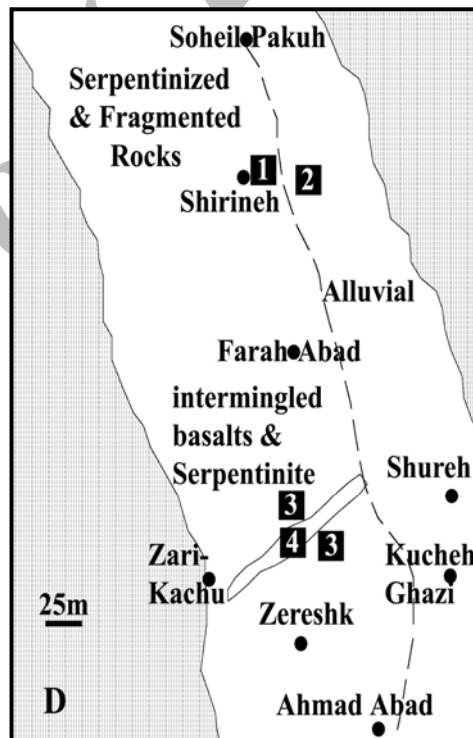 Soheil Pakuh
Serpentinized
& Fragmented
Rocks
1
2
Shirineh
Alluvial
Farah Abad
intermingled
basalts &
Serpentinite
Shureh
3
4
3
Zari-
Kachu
Kucheh
Ghazi
25m
Zereshk
D
Ahmad Abad